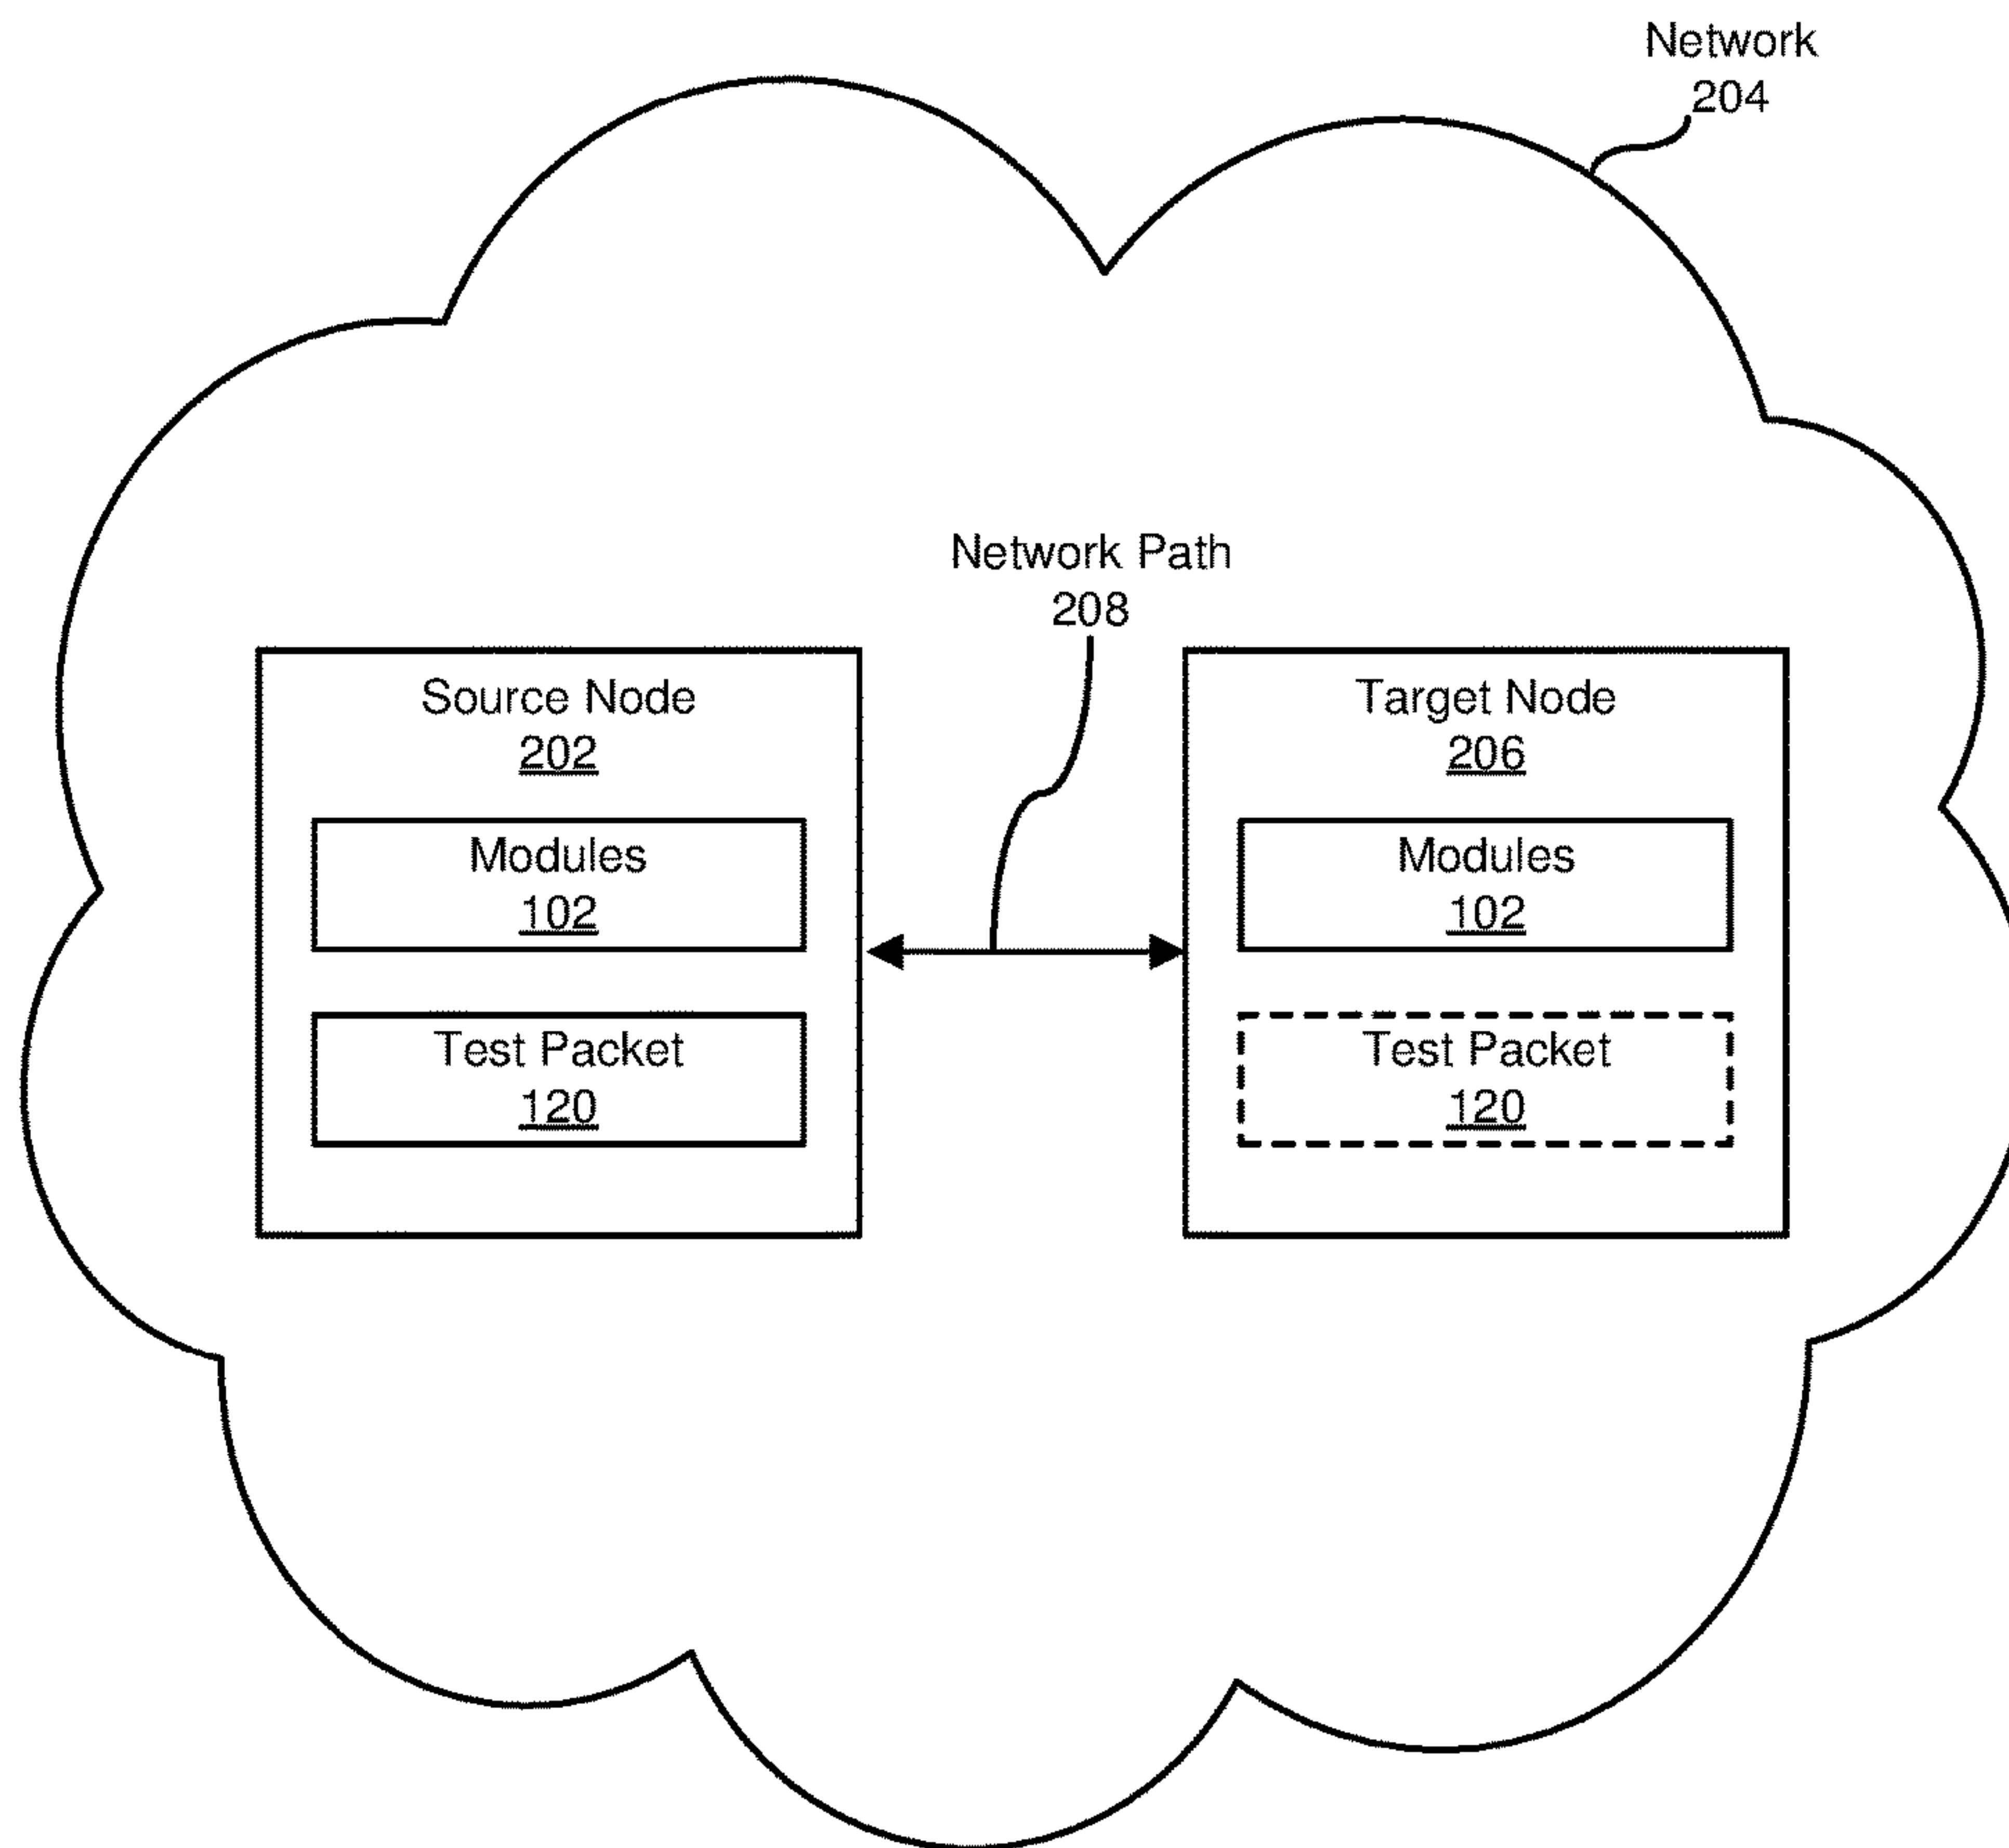 Network
204
Network Path
208
Source Node
202
Modules
102
Test Packet
120
Target Node
206
Modules
102
Test Packet
120